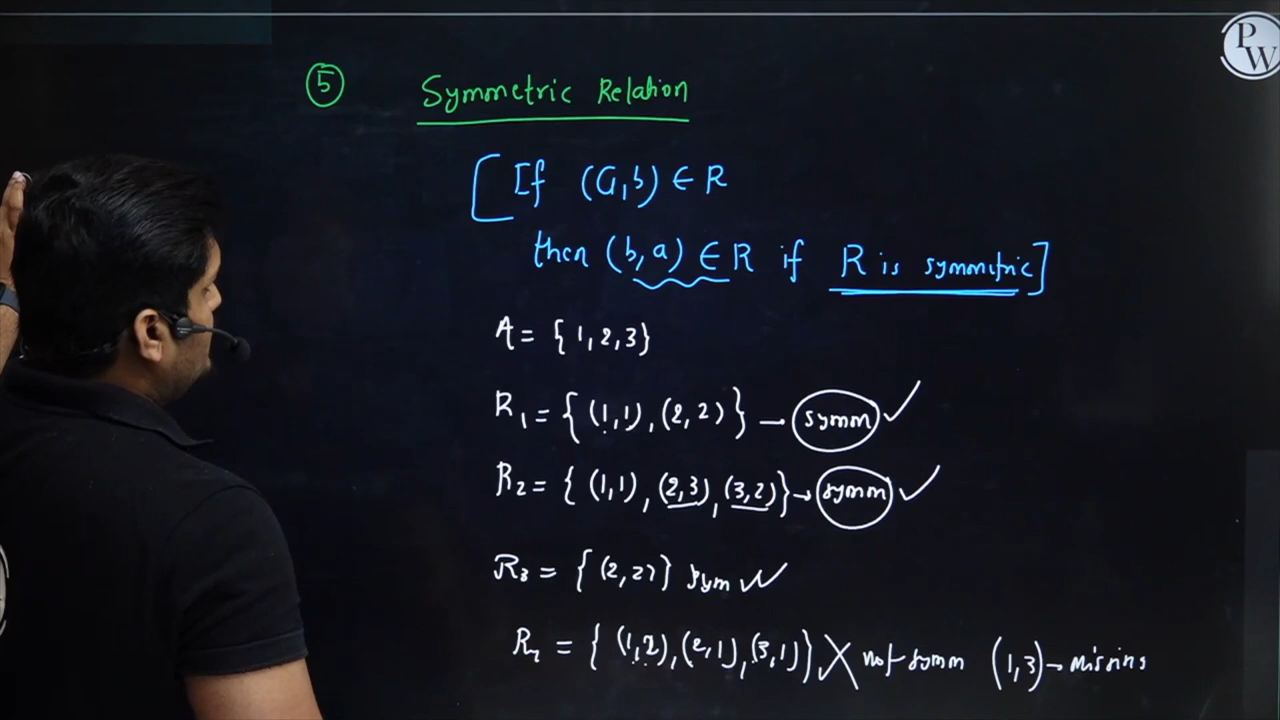 PW
⑤ Symmetric Relation
[If (a,b) ∈ R
then (b,a) ∈ R if R is symmetric]
A = {1,2,3}
R₁ = {(1,1),(2,2)} → symm ✓
R₂ = {(1,1),(2,3),(3,2)} → symm ✓
R₃ = {(2,2)} sym ✓
R₄ = {(1,2),(2,1),(3,1)} X not symm (1,3) → missing